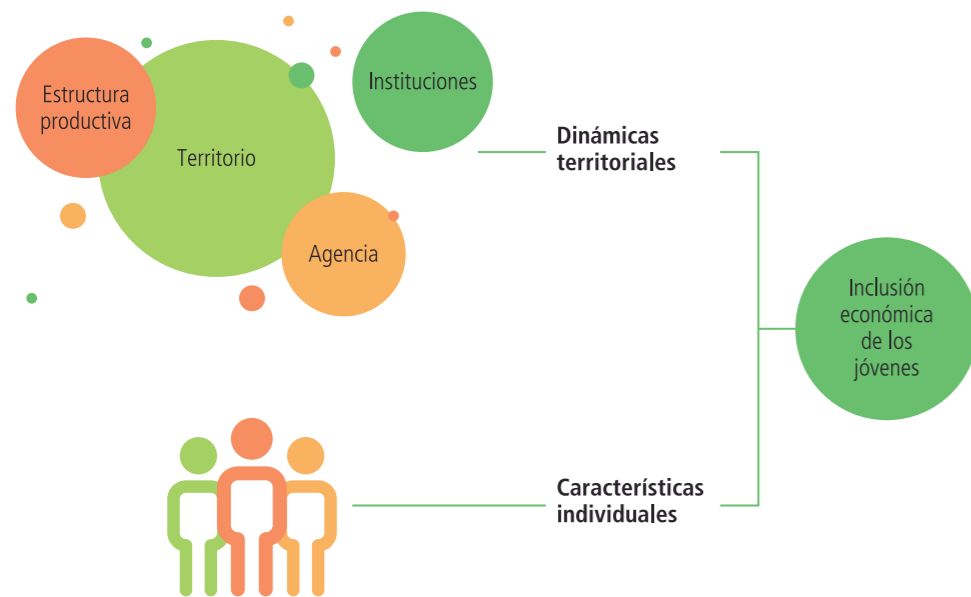 Estructura
productiva
Territorio
Instituciones
Agencia
Dinámicas
territoriales
Inclusión
económica
de los
jóvenes
Características
individuales